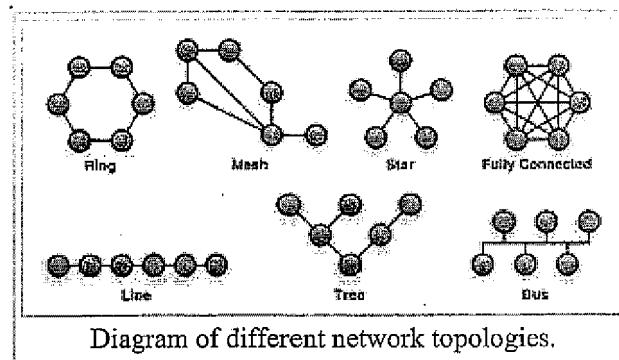 Ring
Mesh
Star
Fully Connected
Line
Tree
Bus
Diagram of different network topologies.